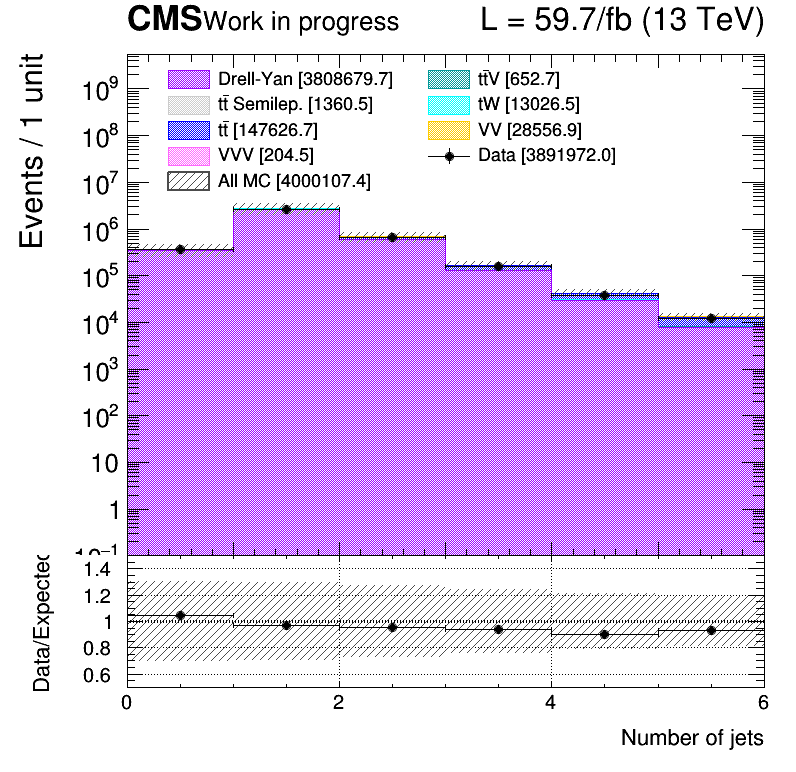 CMS Work in progress L = 59.7/fb (13 TeV)
Events / 1 unit
Drell-Yan [3808679.7]
tt̄ Semilep. [1360.5]
tt̄ [147626.7]
VVV [204.5]
All MC [4000107.4]
tt̄V [652.7]
tW [13026.5]
VV [28556.9]
Data [3891972.0]
10⁹
10⁸
10⁷
10⁶
10⁵
10⁴
10³
10²
10
1
10⁻¹
Data/Expected
1.4
1.2
1
0.8
0.6
0 2 4 6
Number of jets